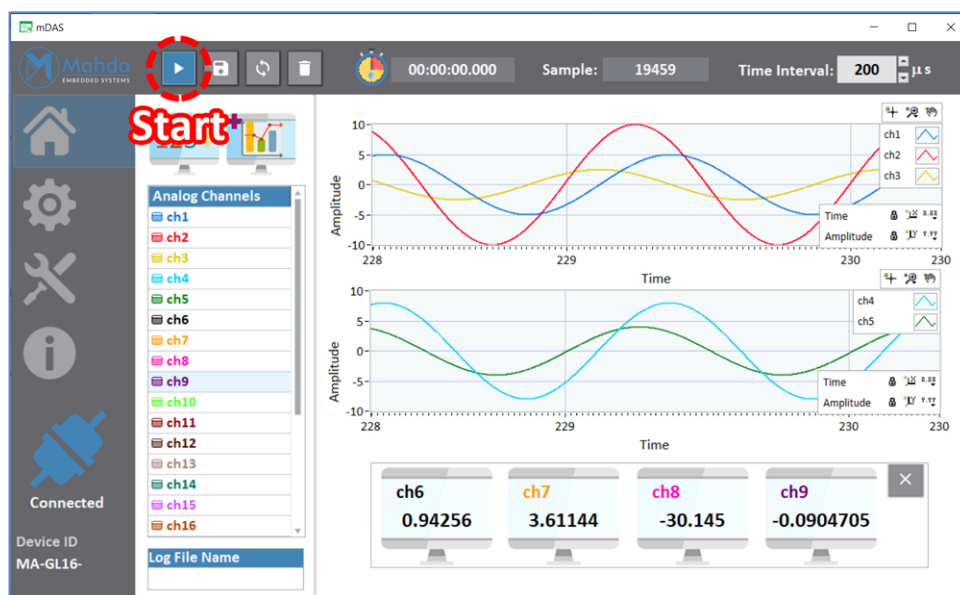 mDAS
Mahda
EMBEDDED SYSTEMS
00:00:00.000
Sample:
19459
Time Interval:
200
µs
Start
Analog Channels
ch1
ch2
ch3
ch4
ch5
ch6
ch7
ch8
ch9
ch10
ch11
ch12
ch13
ch14
ch15
ch16
Log File Name
Connected
Device ID
MA-GL16-
Amplitude
10
5
0
-5
-10
228
229
230
230
Time
ch1
ch2
ch3
Time
Amplitude
Amplitude
10
5
0
-5
-10
228
229
230
230
Time
ch4
ch5
Time
Amplitude
ch6
0.94256
ch7
3.61144
ch8
-30.145
ch9
-0.0904705